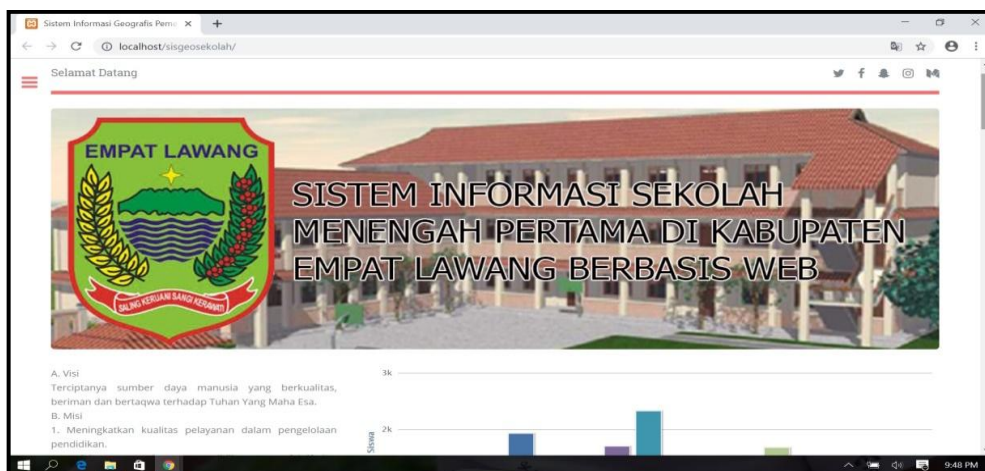 Sistem Informasi Geografis Peme
localhost/sisgeosekolah/
Selamat Datang
EMPAT LAWANG
SALING KERUANI SANGI KERAWATI
SISTEM INFORMASI SEKOLAH
MENENGAH PERTAMA DI KABUPATEN
EMPAT LAWANG BERBASIS WEB
A. Visi
Terciptanya sumber daya manusia yang berkualitas,
beriman dan bertaqwa terhadap Tuhan Yang Maha Esa.
B. Misi
1. Meningkatkan kualitas pelayanan dalam pengelolaan
pendidikan.
3k
2k
Siswa
9:48 PM